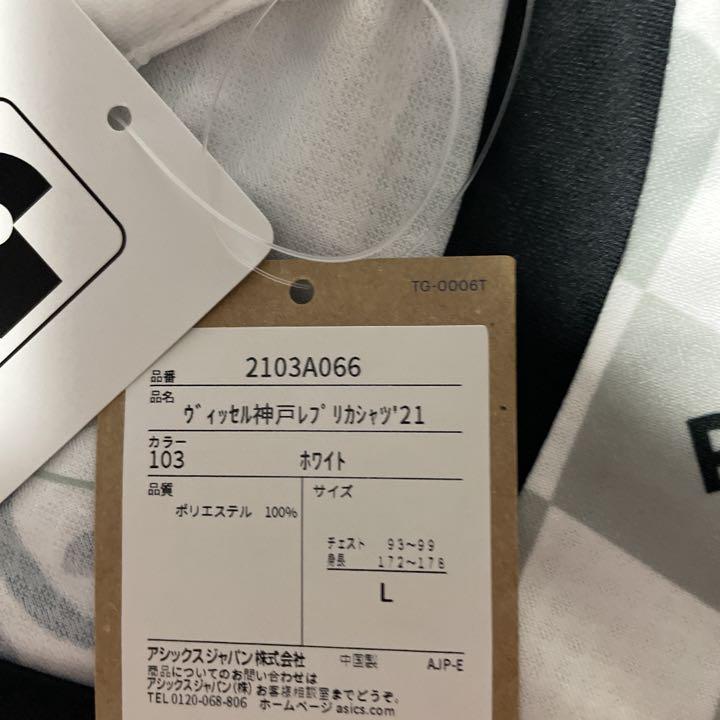 TG-0006T
品番 2103A066
品名
ヴィッセル神戸レプリカシャツ'21
カラー
103 ホワイト
品質 サイズ
ポリエステル 100%
チェスト 93～99
身長 172～178
L
アシックスジャパン株式会社 中国製 AJP-E
商品についてのお問い合わせは
アシックスジャパン(株)お客様相談室までどうぞ。
TEL 0120-068-806 ホームページ asics.com